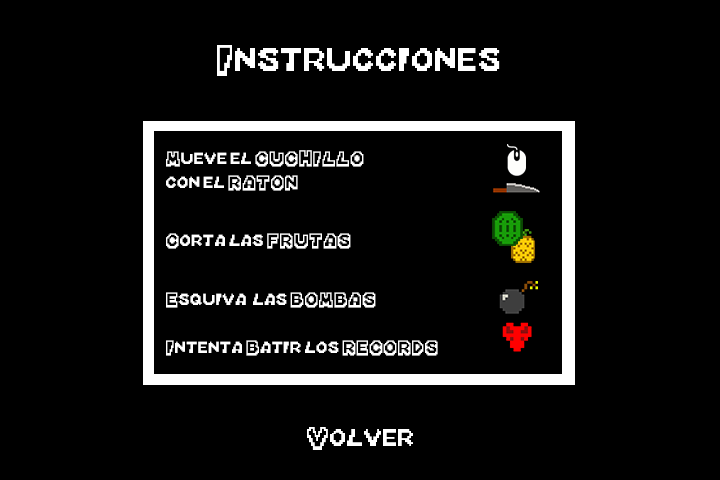 Instrucciones
Mueve el CUCHILLO
con el RATON
Corta las FRUTAS
Esquiva las BOMBAS
Intenta Batir los RECORDS
Volver